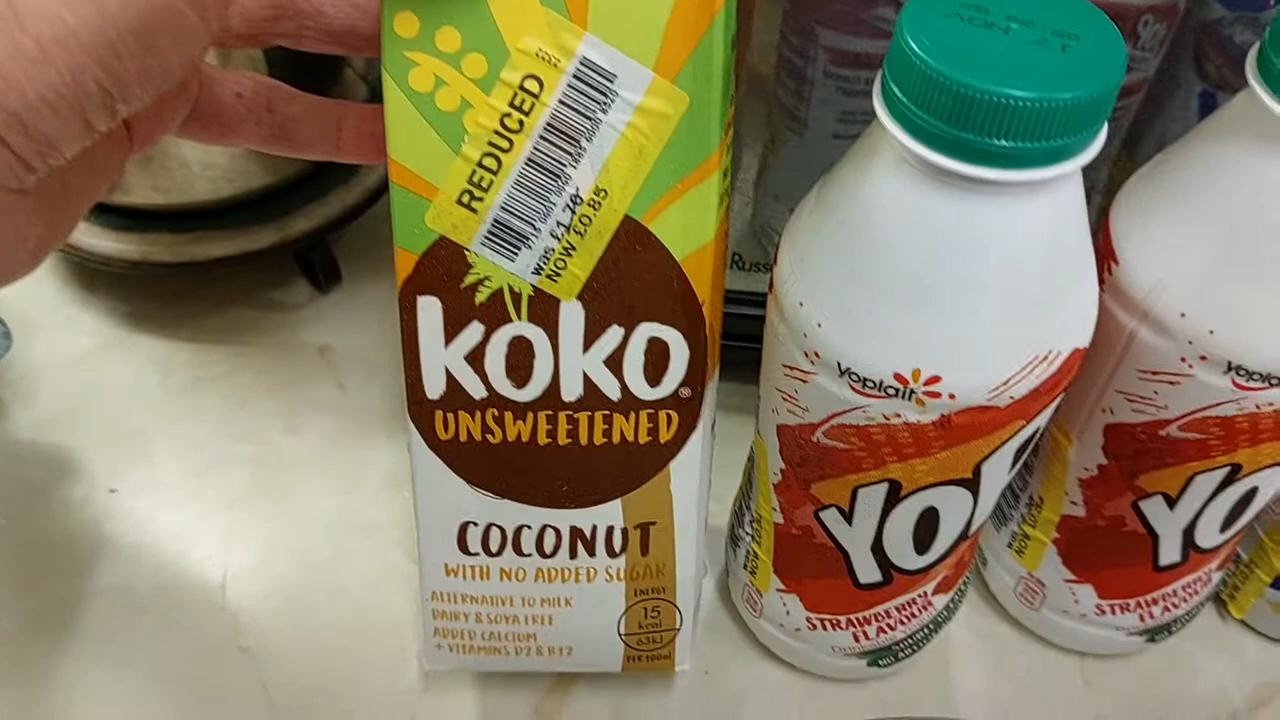 REDUCED
was £1.70
NOW £0.85
koko®
UNSWEETENED
COCONUT
WITH NO ADDED SUGAR
ALTERNATIVE TO MILK
DAIRY & SOYA FREE
ADDED CALCIUM
+ VITAMINS D2 & B12
ENERGY
15
kcal
63kJ
PER 100ml
Russ
yoplait
YOP
STRAWBERRY
FLAVOUR
yoplait
YO
STRAWBERRY
FLAVOUR